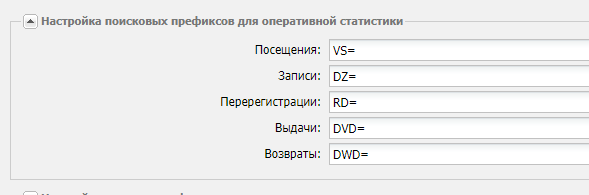 Настройка поисковых префиксов для оперативной статистики
Посещения: VS=
Записи: DZ=
Перерегистрации: RD=
Выдачи: DVD=
Возвраты: DWD=